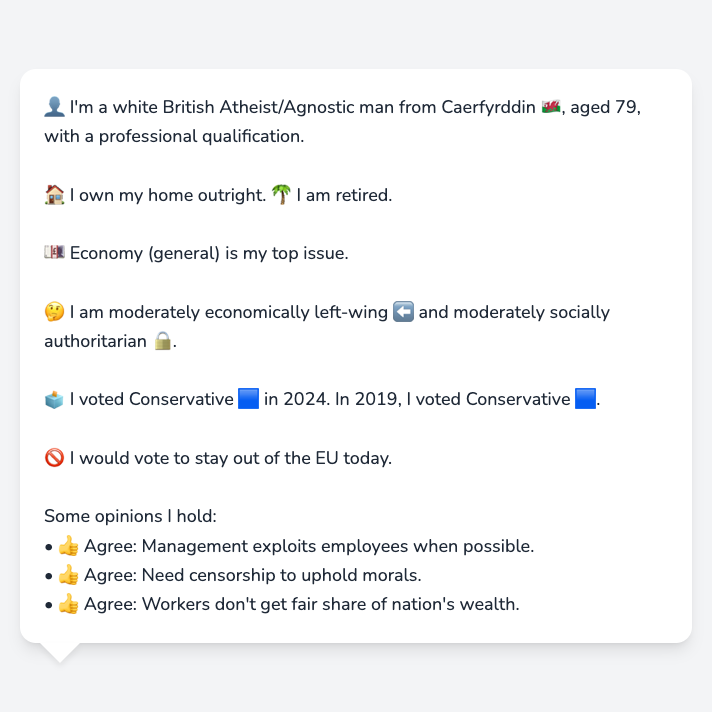 👤 I'm a white British Atheist/Agnostic man from Caerfyrddin 🏴󠁧󠁢󠁷󠁬󠁳󠁿, aged 79,
with a professional qualification.
🏠 I own my home outright. 🌴 I am retired.
💷 Economy (general) is my top issue.
🤔 I am moderately economically left-wing ⬅️ and moderately socially
authoritarian 🔒.
🗳️ I voted Conservative 🟦 in 2024. In 2019, I voted Conservative 🟦.
🚫 I would vote to stay out of the EU today.
Some opinions I hold:
• 👍 Agree: Management exploits employees when possible.
• 👍 Agree: Need censorship to uphold morals.
• 👍 Agree: Workers don't get fair share of nation's wealth.